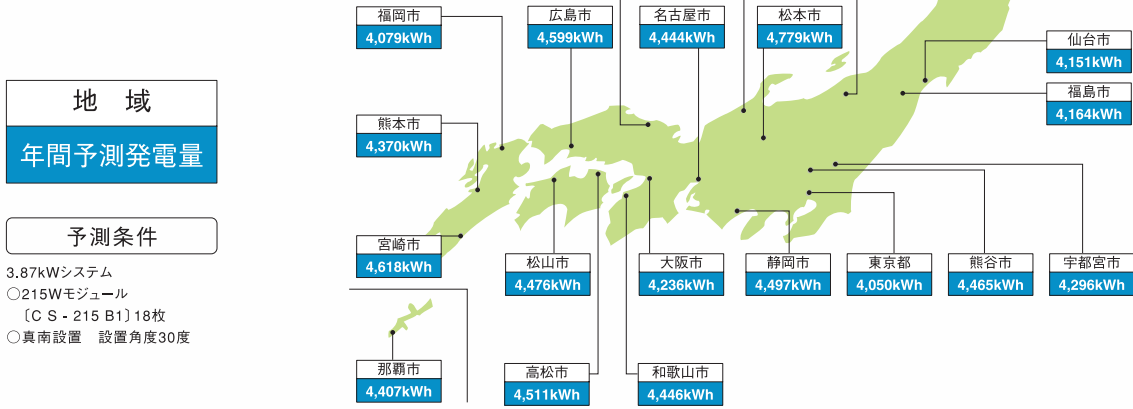 地 域
年間予測発電量
予測条件
3.87kWシステム
○215Wモジュール
〔CS-215 B1〕18枚
○真南設置 設置角度30度
福岡市
4,079kWh
広島市
4,599kWh
名古屋市
4,444kWh
松本市
4,779kWh
仙台市
4,151kWh
福島市
4,164kWh
熊本市
4,370kWh
宮崎市
4,618kWh
松山市
4,476kWh
大阪市
4,236kWh
静岡市
4,497kWh
東京都
4,050kWh
熊谷市
4,465kWh
宇都宮市
4,296kWh
那覇市
4,407kWh
高松市
4,511kWh
和歌山市
4,446kWh